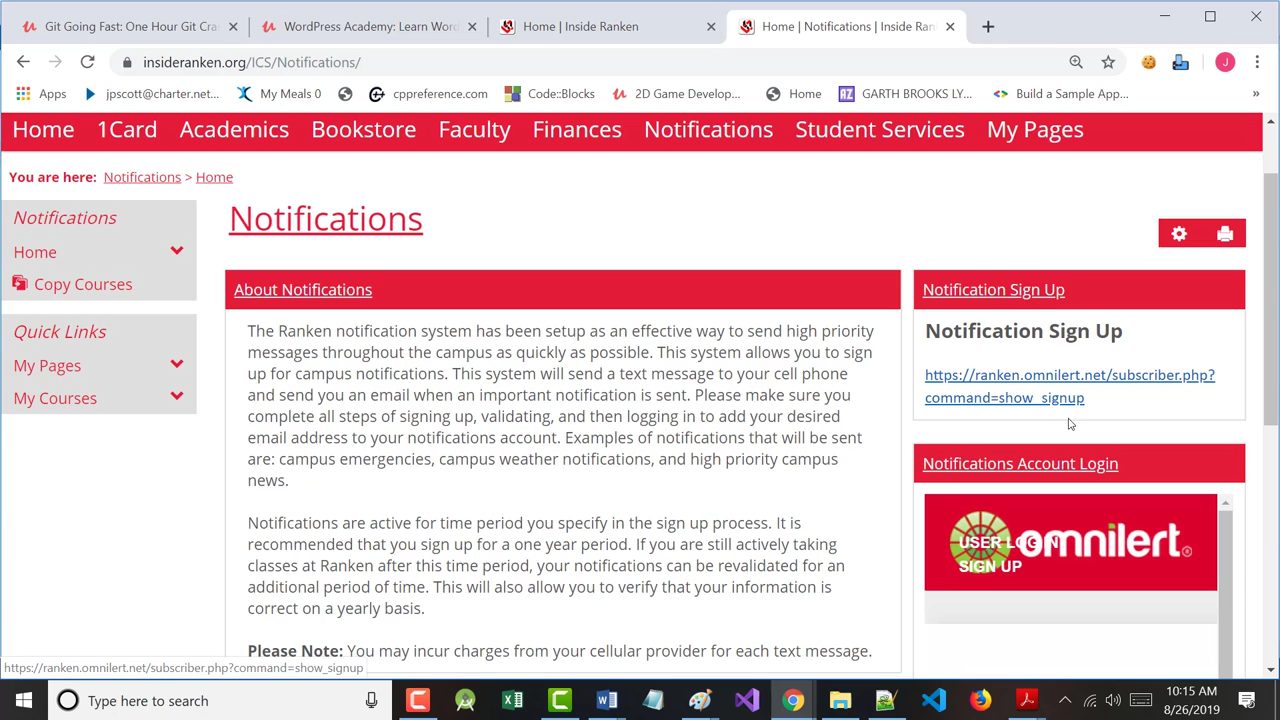 Git Going Fast: One Hour Git Cra
WordPress Academy: Learn Word
Home | Inside Ranken
Home | Notifications | Inside Ran
insideranken.org/ICS/Notifications/
J
Apps
jpscott@charter.net...
My Meals 0
cppreference.com
Code::Blocks
2D Game Develop...
Home
GARTH BROOKS LY...
Build a Sample App...
»
Home 1Card Academics Bookstore Faculty Finances Notifications Student Services My Pages
You are here: Notifications > Home
Notifications
Home
Copy Courses
Quick Links
My Pages
My Courses
Notifications
About Notifications
The Ranken notification system has been setup as an effective way to send high priority
messages throughout the campus as quickly as possible. This system allows you to sign
up for campus notifications. This system will send a text message to your cell phone
and send you an email when an important notification is sent. Please make sure you
complete all steps of signing up, validating, and then logging in to add your desired
email address to your notifications account. Examples of notifications that will be sent
are: campus emergencies, campus weather notifications, and high priority campus
news.
Notifications are active for time period you specify in the sign up process. It is
recommended that you sign up for a one year period. If you are still actively taking
classes at Ranken after this time period, your notifications can be revalidated for an
additional period of time. This will also allow you to verify that your information is
correct on a yearly basis.
Please Note: You may incur charges from your cellular provider for each text message.
Notification Sign Up
Notification Sign Up
https://ranken.omnilert.net/subscriber.php?
command=show_signup
Notifications Account Login
omnilert.®
USER LOGIN
SIGN UP
https://ranken.omnilert.net/subscriber.php?command=show_signup
Type here to search
10:15 AM
8/26/2019